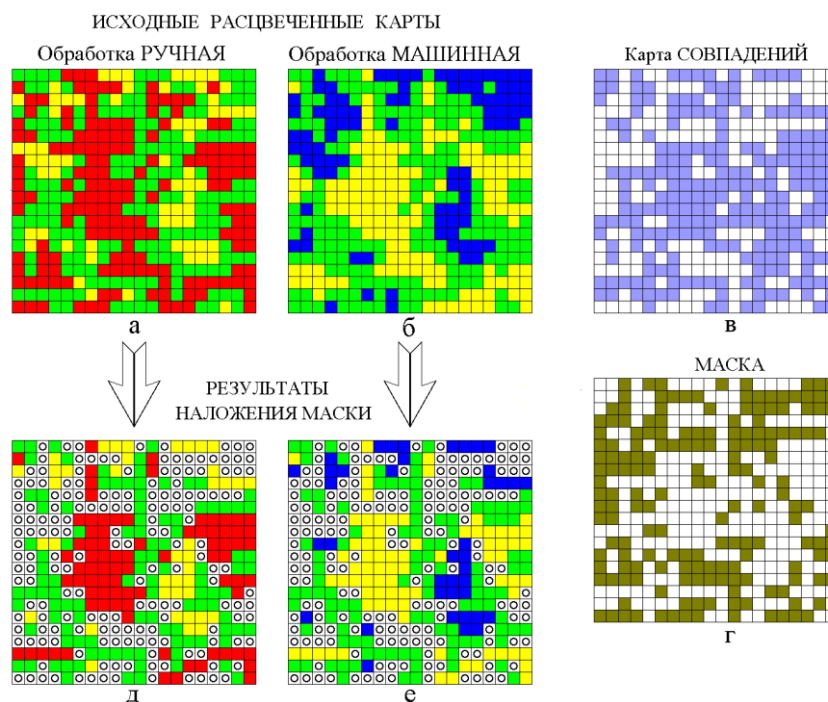 ИСХОДНЫЕ РАСЦВЕЧЕННЫЕ КАРТЫ
Обработка РУЧНАЯ
Обработка МАШИННАЯ
Карта СОВПАДЕНИЙ
а
б
в
РЕЗУЛЬТАТЫ
НАЛОЖЕНИЯ МАСКИ
МАСКА
г
д
е